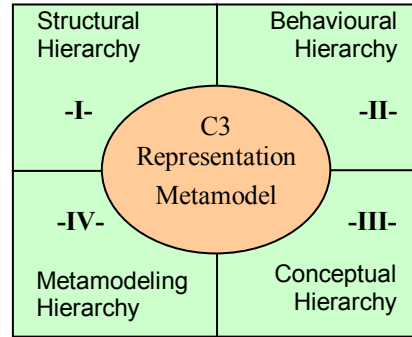 Structural
Hierarchy
-I-
Behavioural
Hierarchy
-II-
C3
Representation
Metamodel
-IV-
Metamodeling
Hierarchy
-III-
Conceptual
Hierarchy